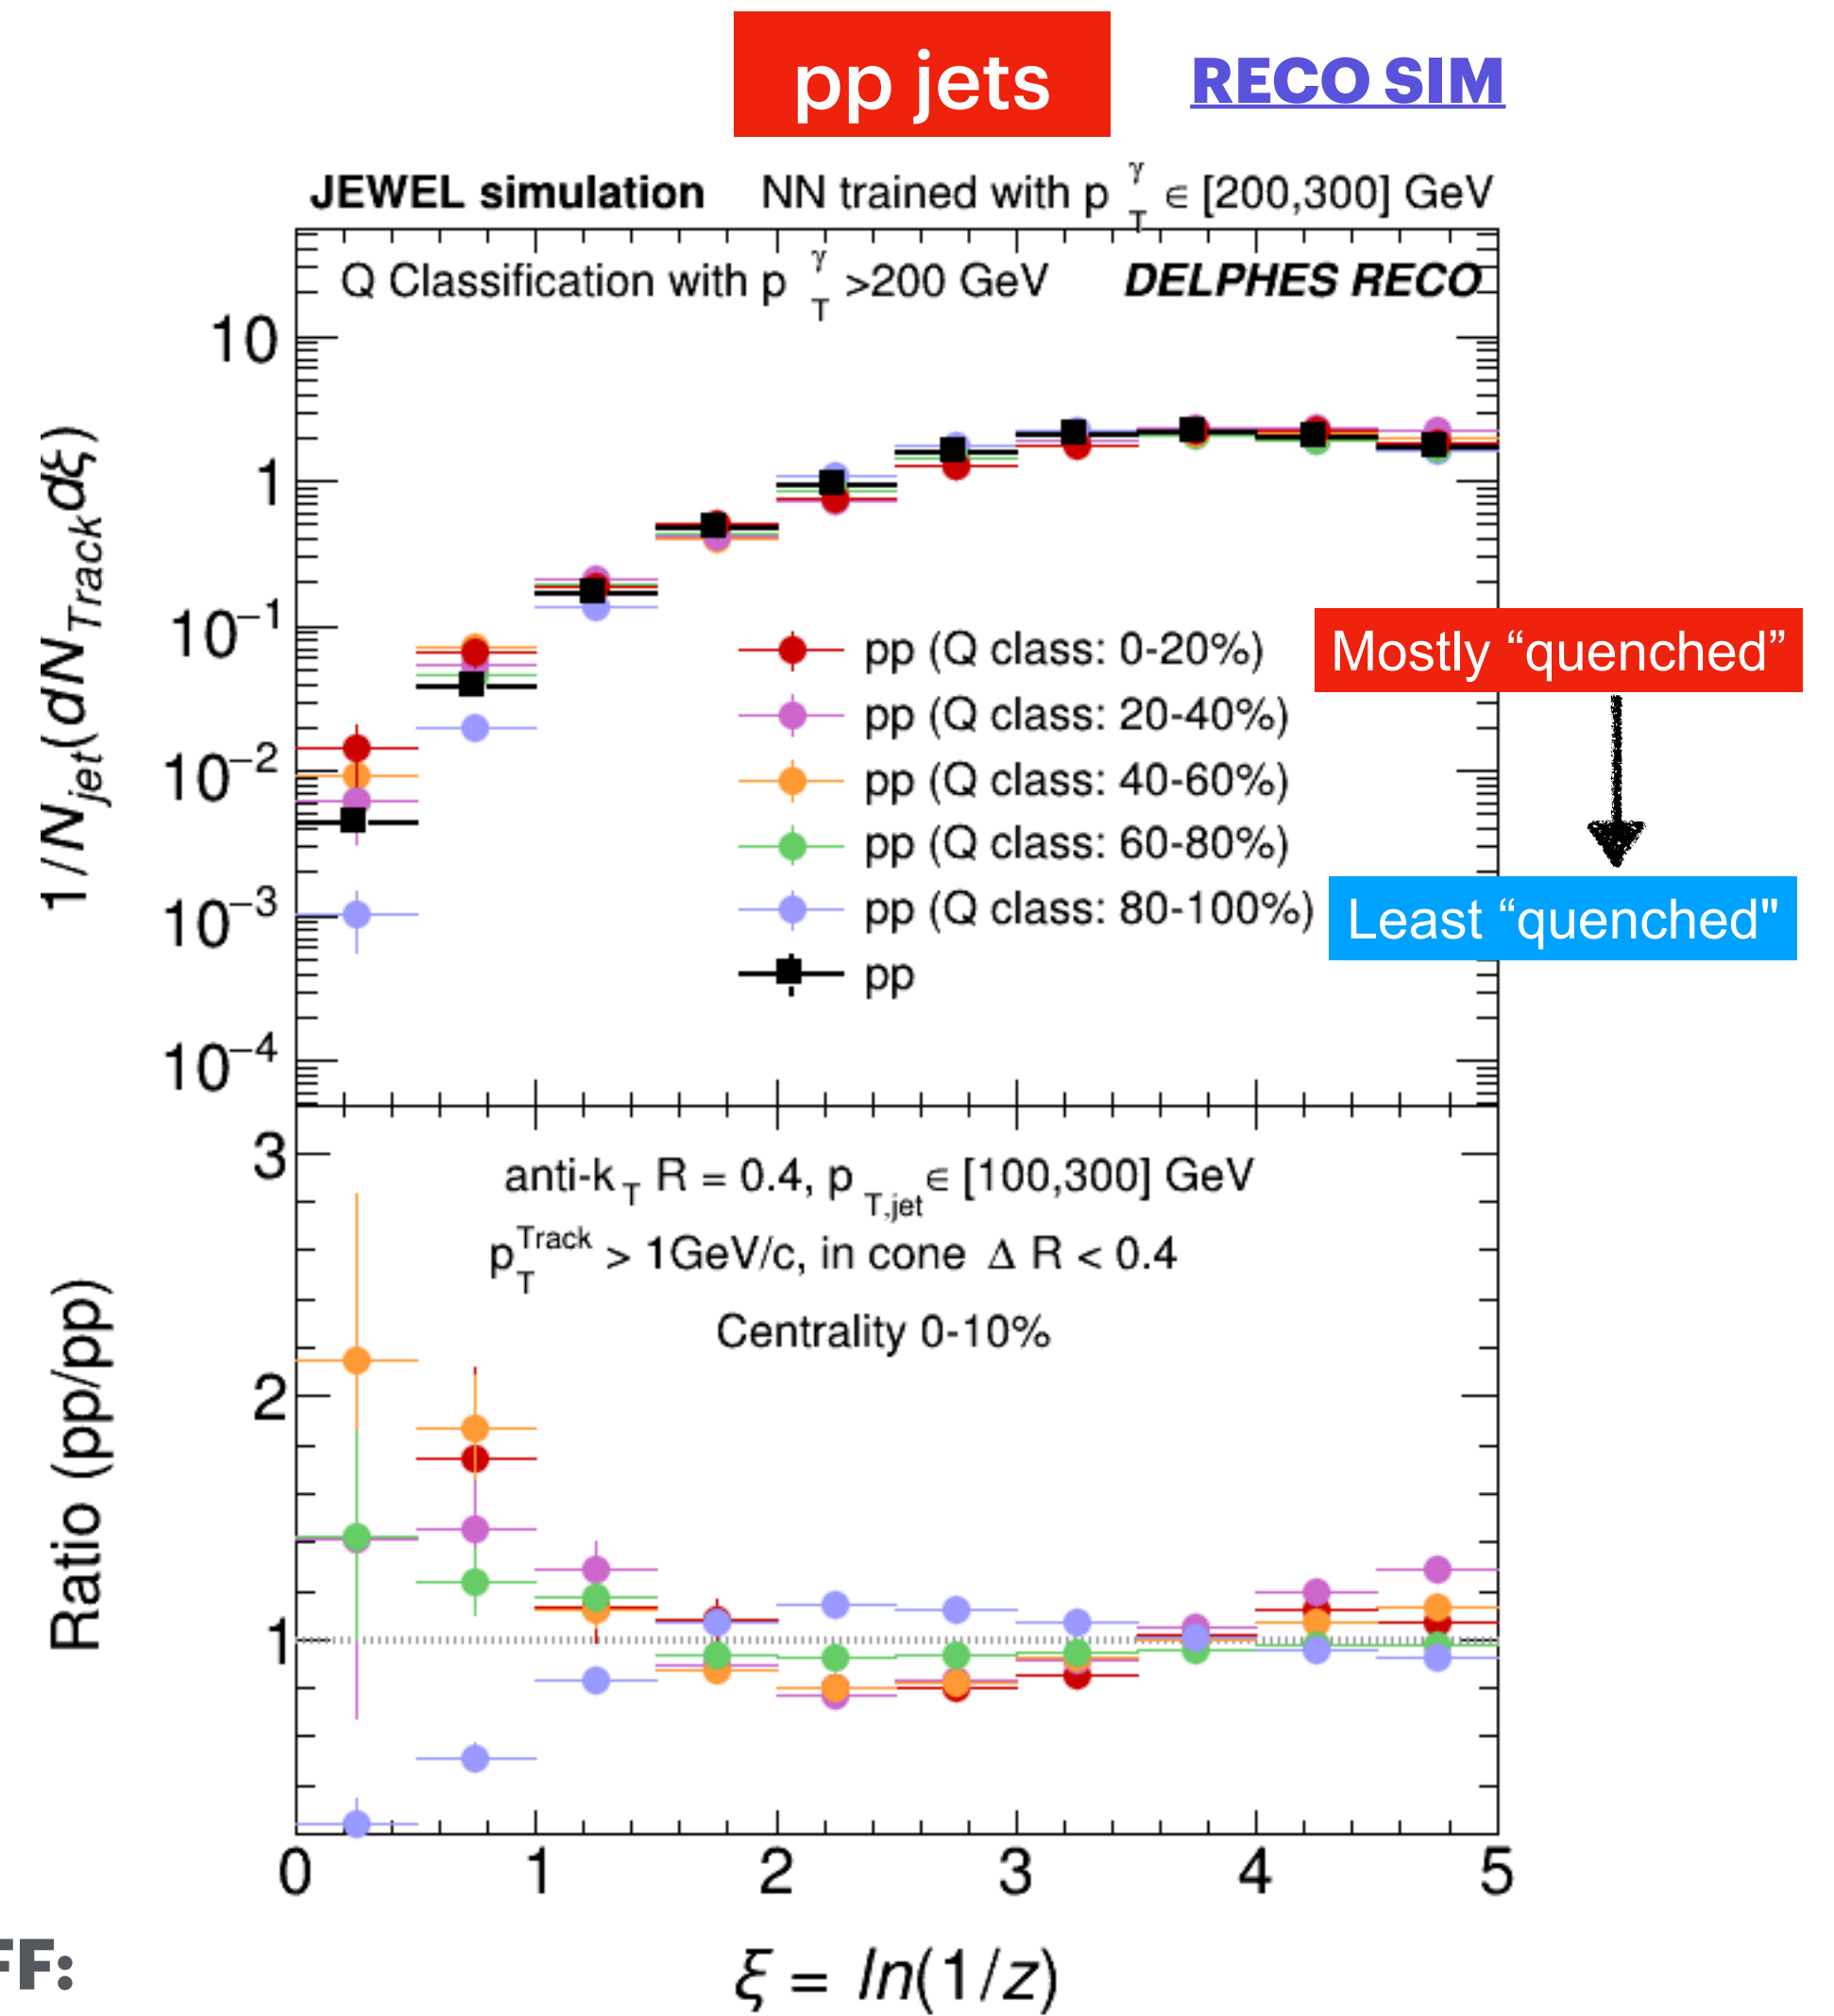 pp jets
RECO SIM
JEWEL simulation NN trained with p_T^γ ∈ [200,300] GeV
Q Classification with p_T^γ >200 GeV DELPHES RECO
10
1
10⁻¹
10⁻²
10⁻³
10⁻⁴
1/N_jet(dN_Track dξ)
pp (Q class: 0-20%)
pp (Q class: 20-40%)
pp (Q class: 40-60%)
pp (Q class: 60-80%)
pp (Q class: 80-100%)
pp
Mostly “quenched”
Least “quenched"
3
2
1
Ratio (pp/pp)
anti-k_T R = 0.4, p_T,jet ∈ [100,300] GeV
p_T^Track > 1GeV/c, in cone Δ R < 0.4
Centrality 0-10%
0 1 2 3 4 5
ξ = ln(1/z)
FF: